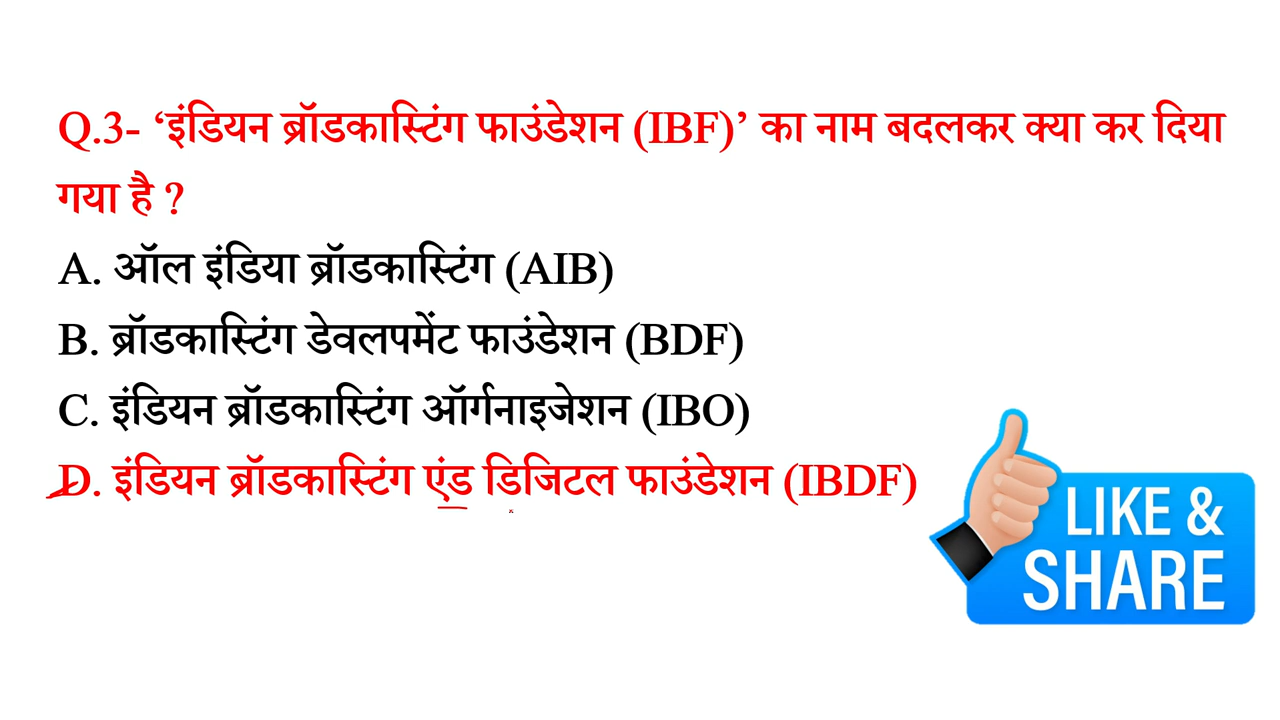 Q.3- ‘इंडियन ब्रॉडकास्टिंग फाउंडेशन (IBF)’ का नाम बदलकर क्या कर दिया
गया है ?
A. ऑल इंडिया ब्रॉडकास्टिंग (AIB)
B. ब्रॉडकास्टिंग डेवलपमेंट फाउंडेशन (BDF)
C. इंडियन ब्रॉडकास्टिंग ऑर्गनाइजेशन (IBO)
D. इंडियन ब्रॉडकास्टिंग एंड डिजिटल फाउंडेशन (IBDF)
LIKE &
SHARE